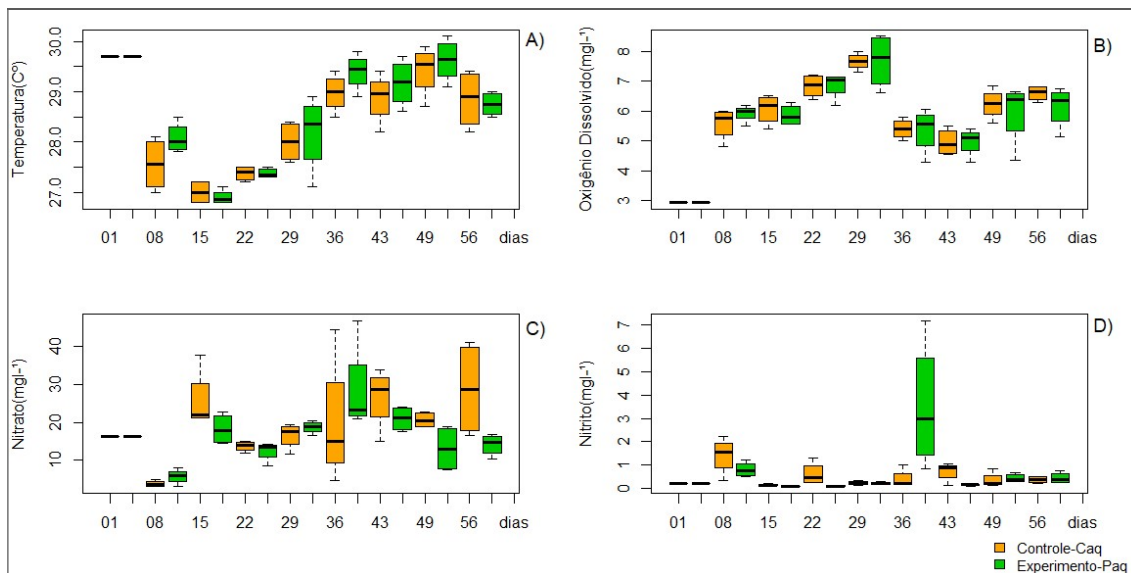 A)
Temperatura(Cº)
30.0
29.0
28.0
27.0
01 08 15 22 29 36 43 49 56 dias
B)
Oxigênio Dissolvido(mgl-¹)
8
7
6
5
4
3
01 08 15 22 29 36 43 49 56 dias
C)
Nitrato(mgl-¹)
40
30
20
10
01 08 15 22 29 36 43 49 56 dias
D)
Nitrito(mgl-¹)
7
6
5
4
3
2
1
0
01 08 15 22 29 36 43 49 56 dias
Controle-Caq
Experimento-Paq